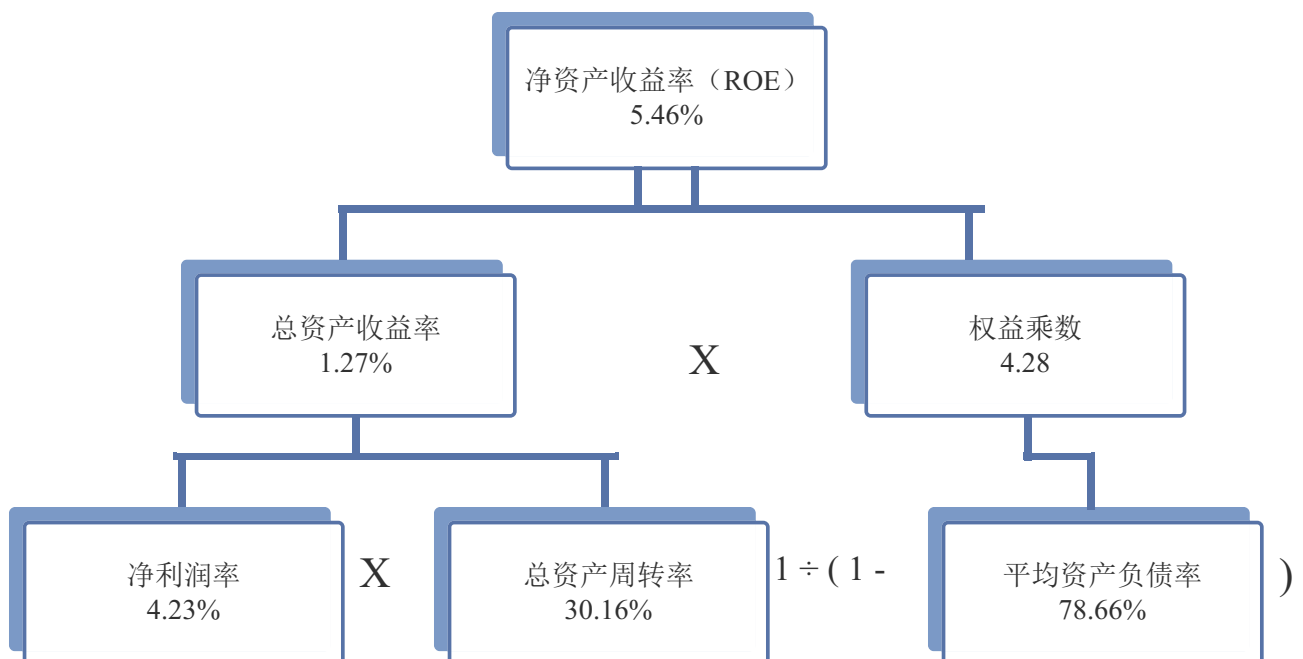 净资产收益率（ROE）
5.46%
总资产收益率
1.27%
X
权益乘数
4.28
净利润率
4.23%
X
总资产周转率
30.16%
1 ÷ ( 1 -
平均资产负债率
78.66%
)